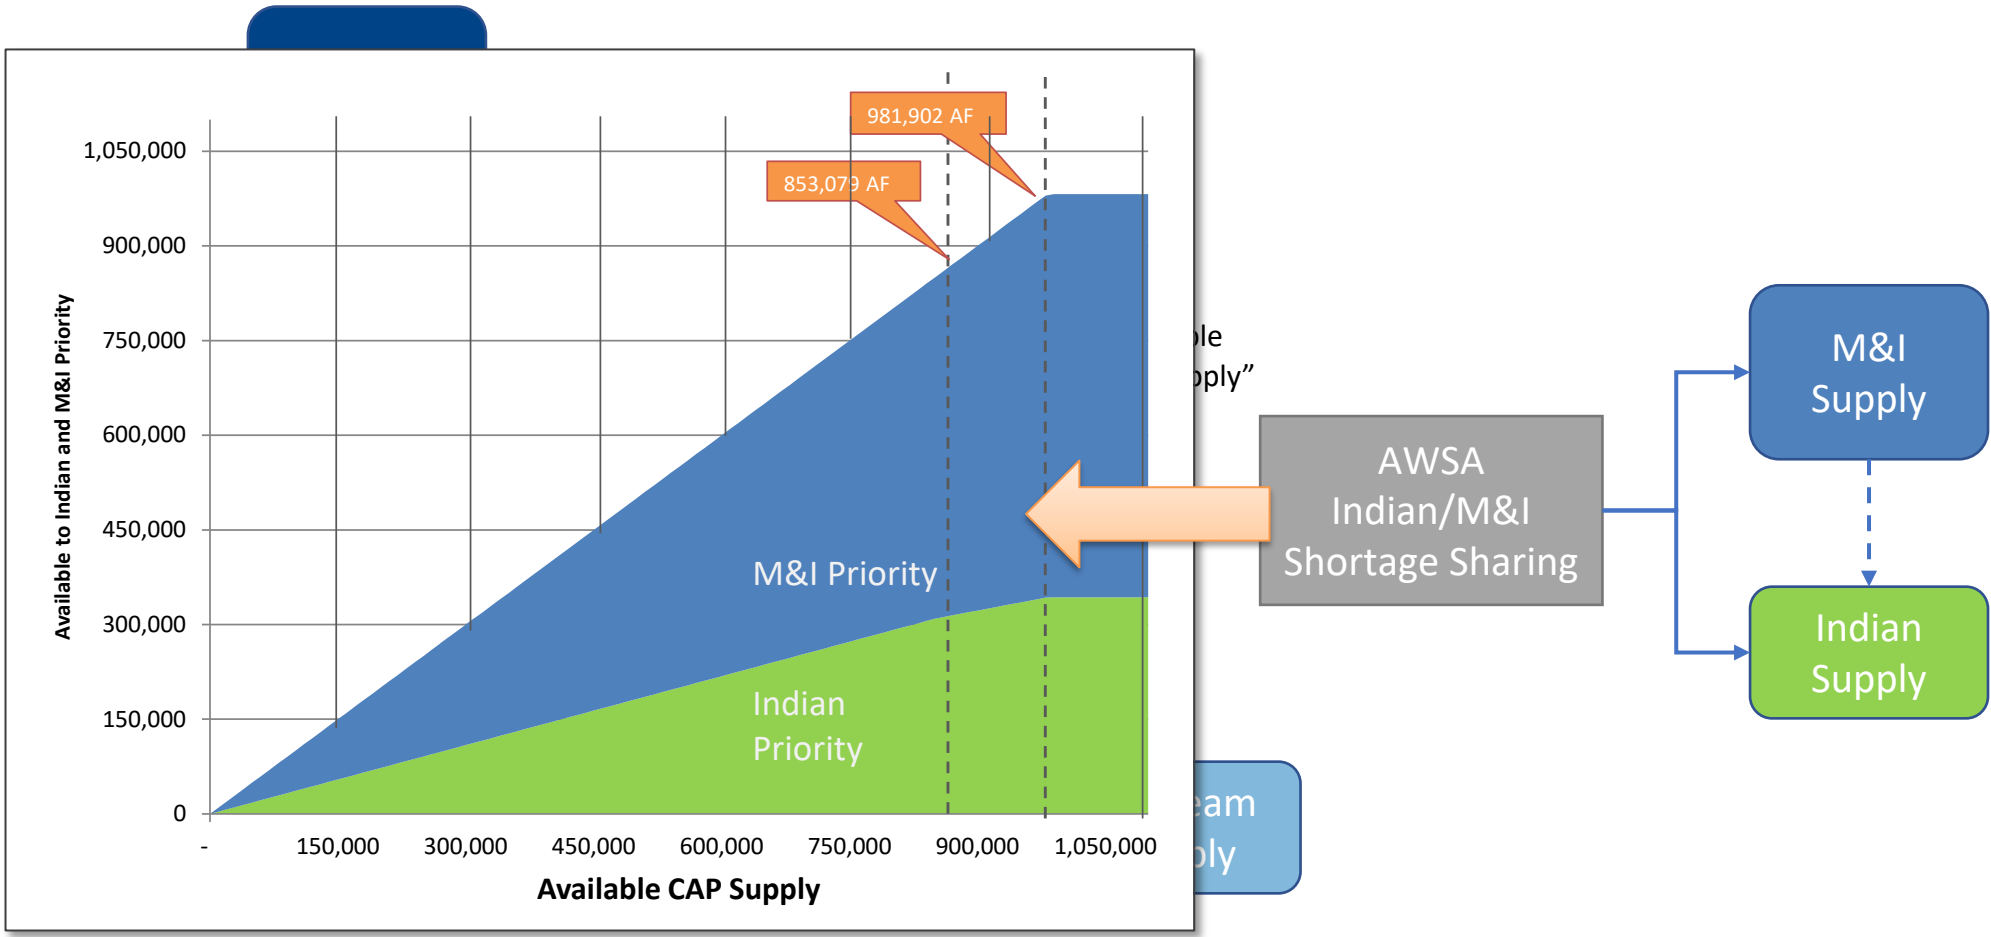 981,902 AF
853,079 AF
1,050,000
900,000
750,000
600,000
450,000
300,000
150,000
0
Available to Indian and M&I Priority
M&I Priority
Indian
Priority
-
150,000
300,000
450,000
600,000
750,000
900,000
1,050,000
Available CAP Supply
AWSA
Indian/M&I
Shortage Sharing
M&I
Supply
Indian
Supply